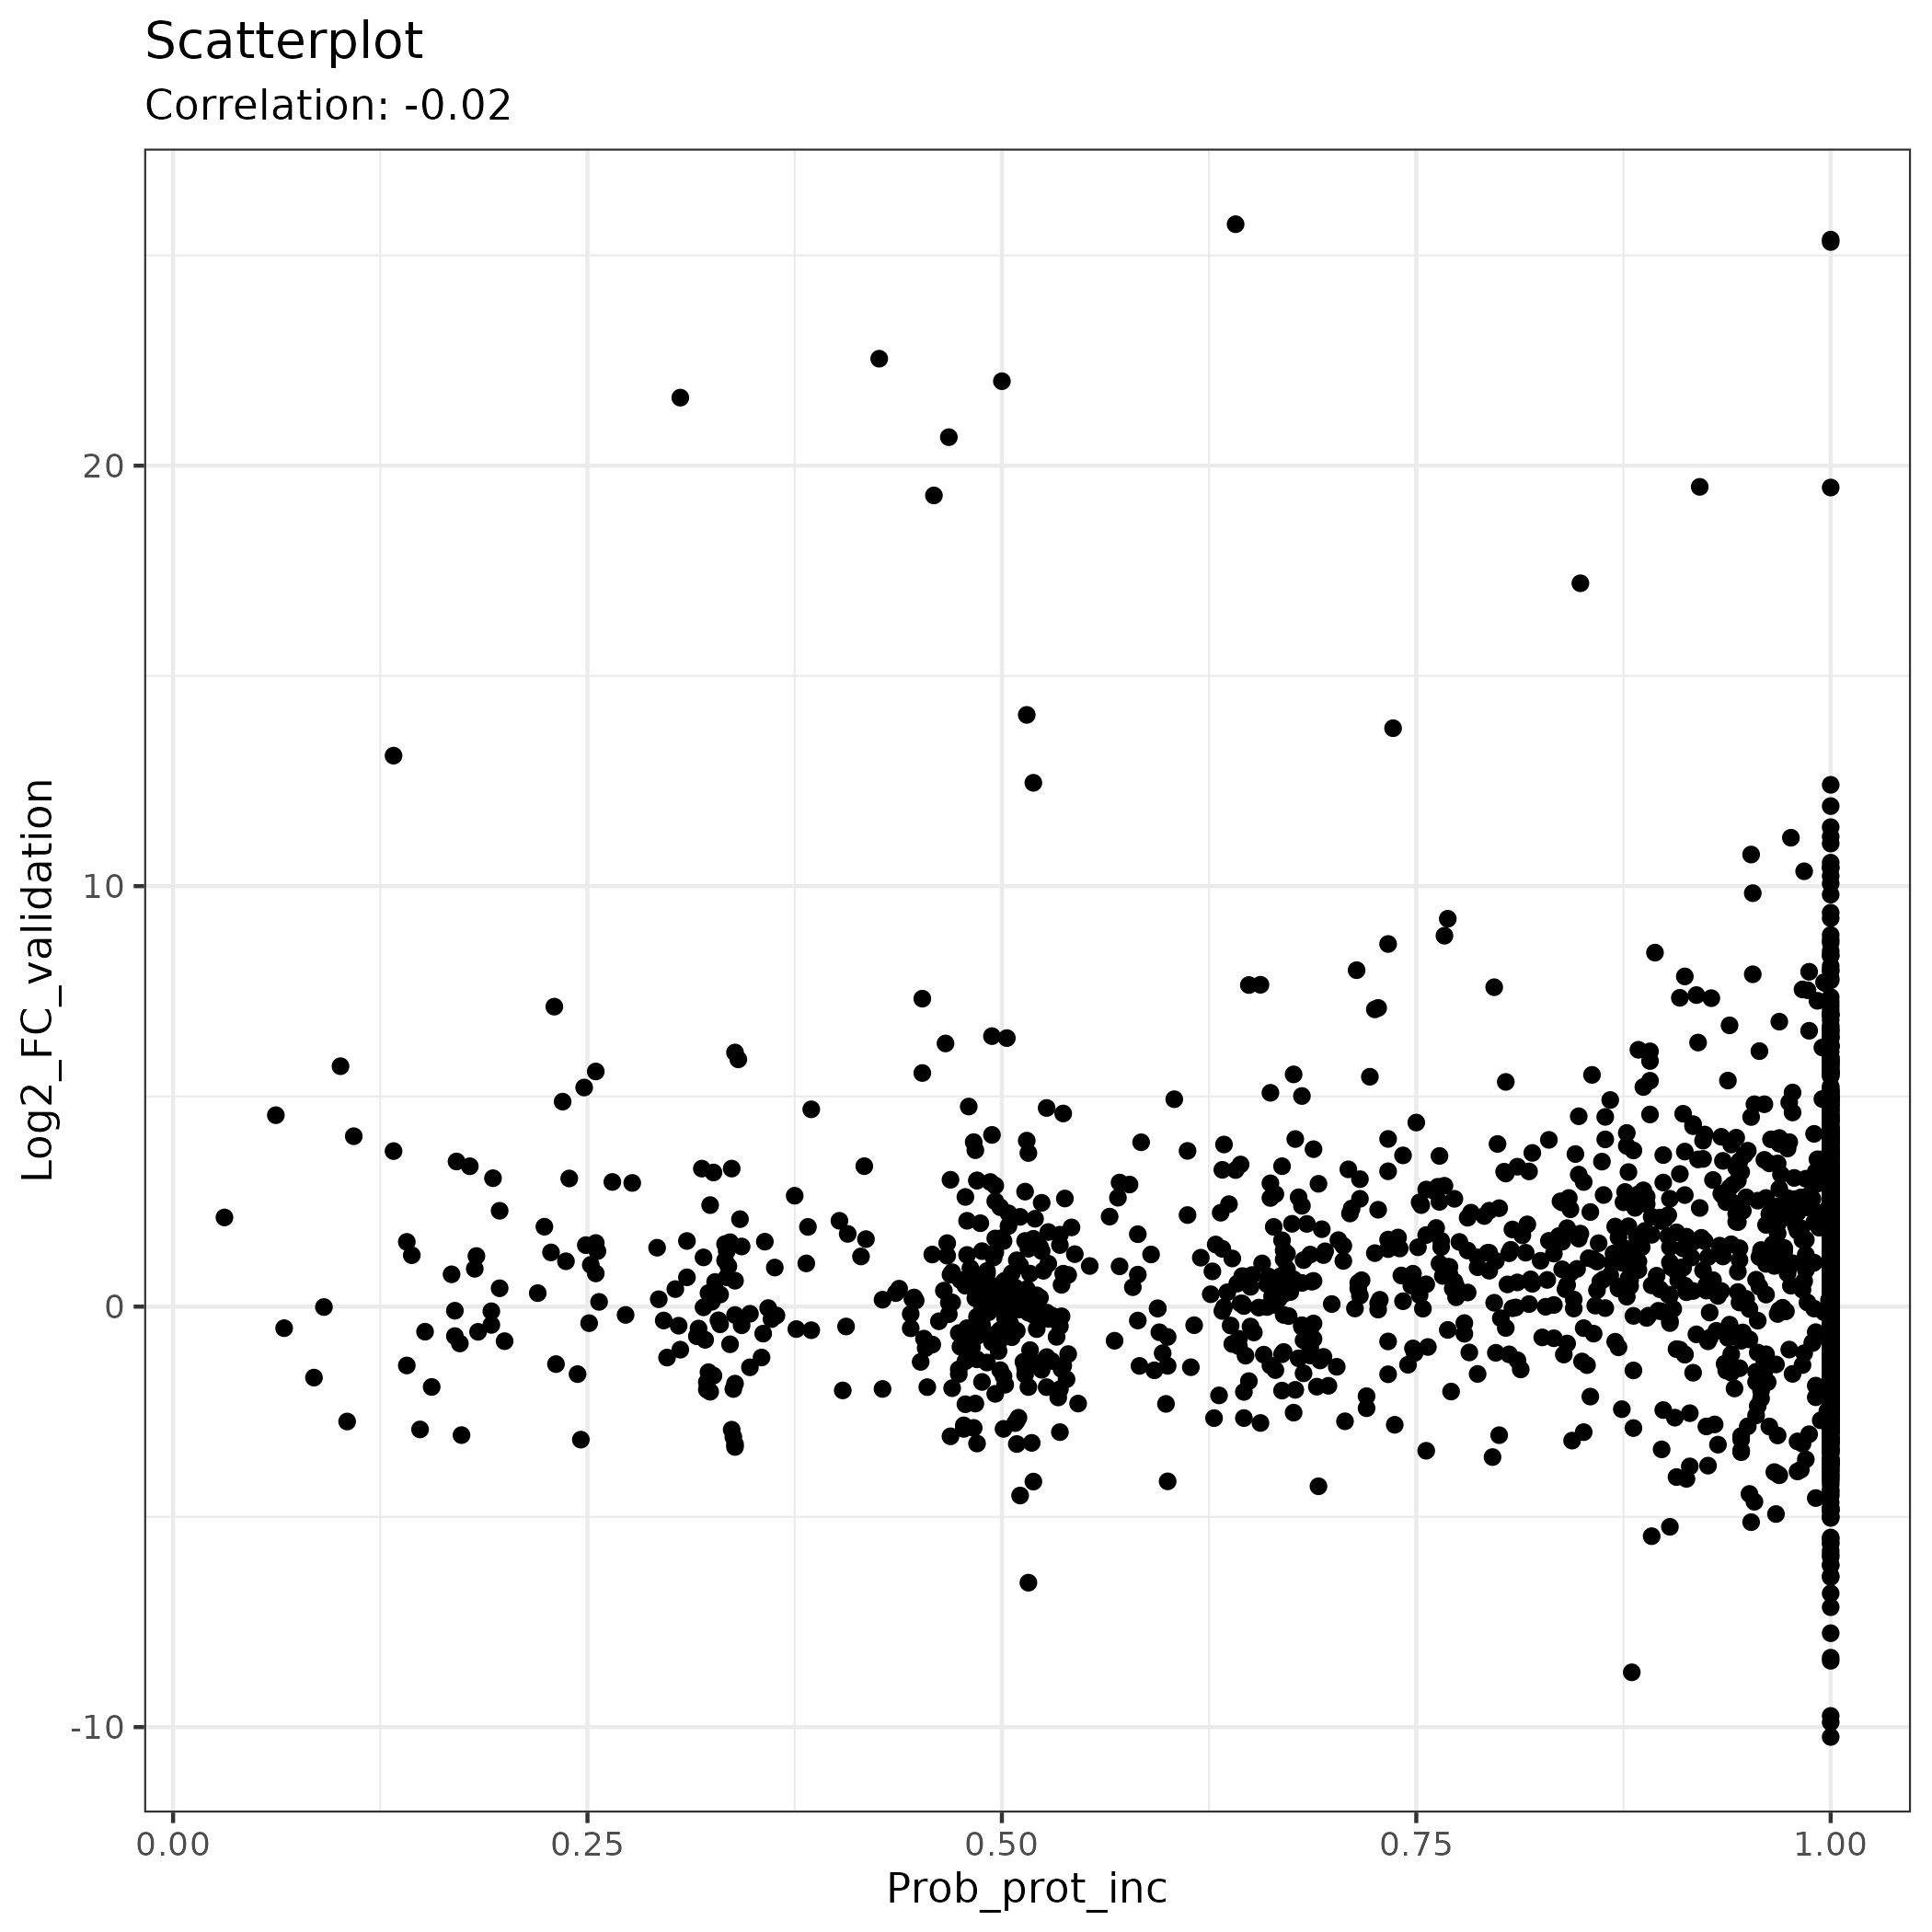 Scatterplot
Correlation: -0.02
Log2_FC_validation
20
10
0
-10
0.00 0.25 0.50 0.75 1.00
Prob_prot_inc